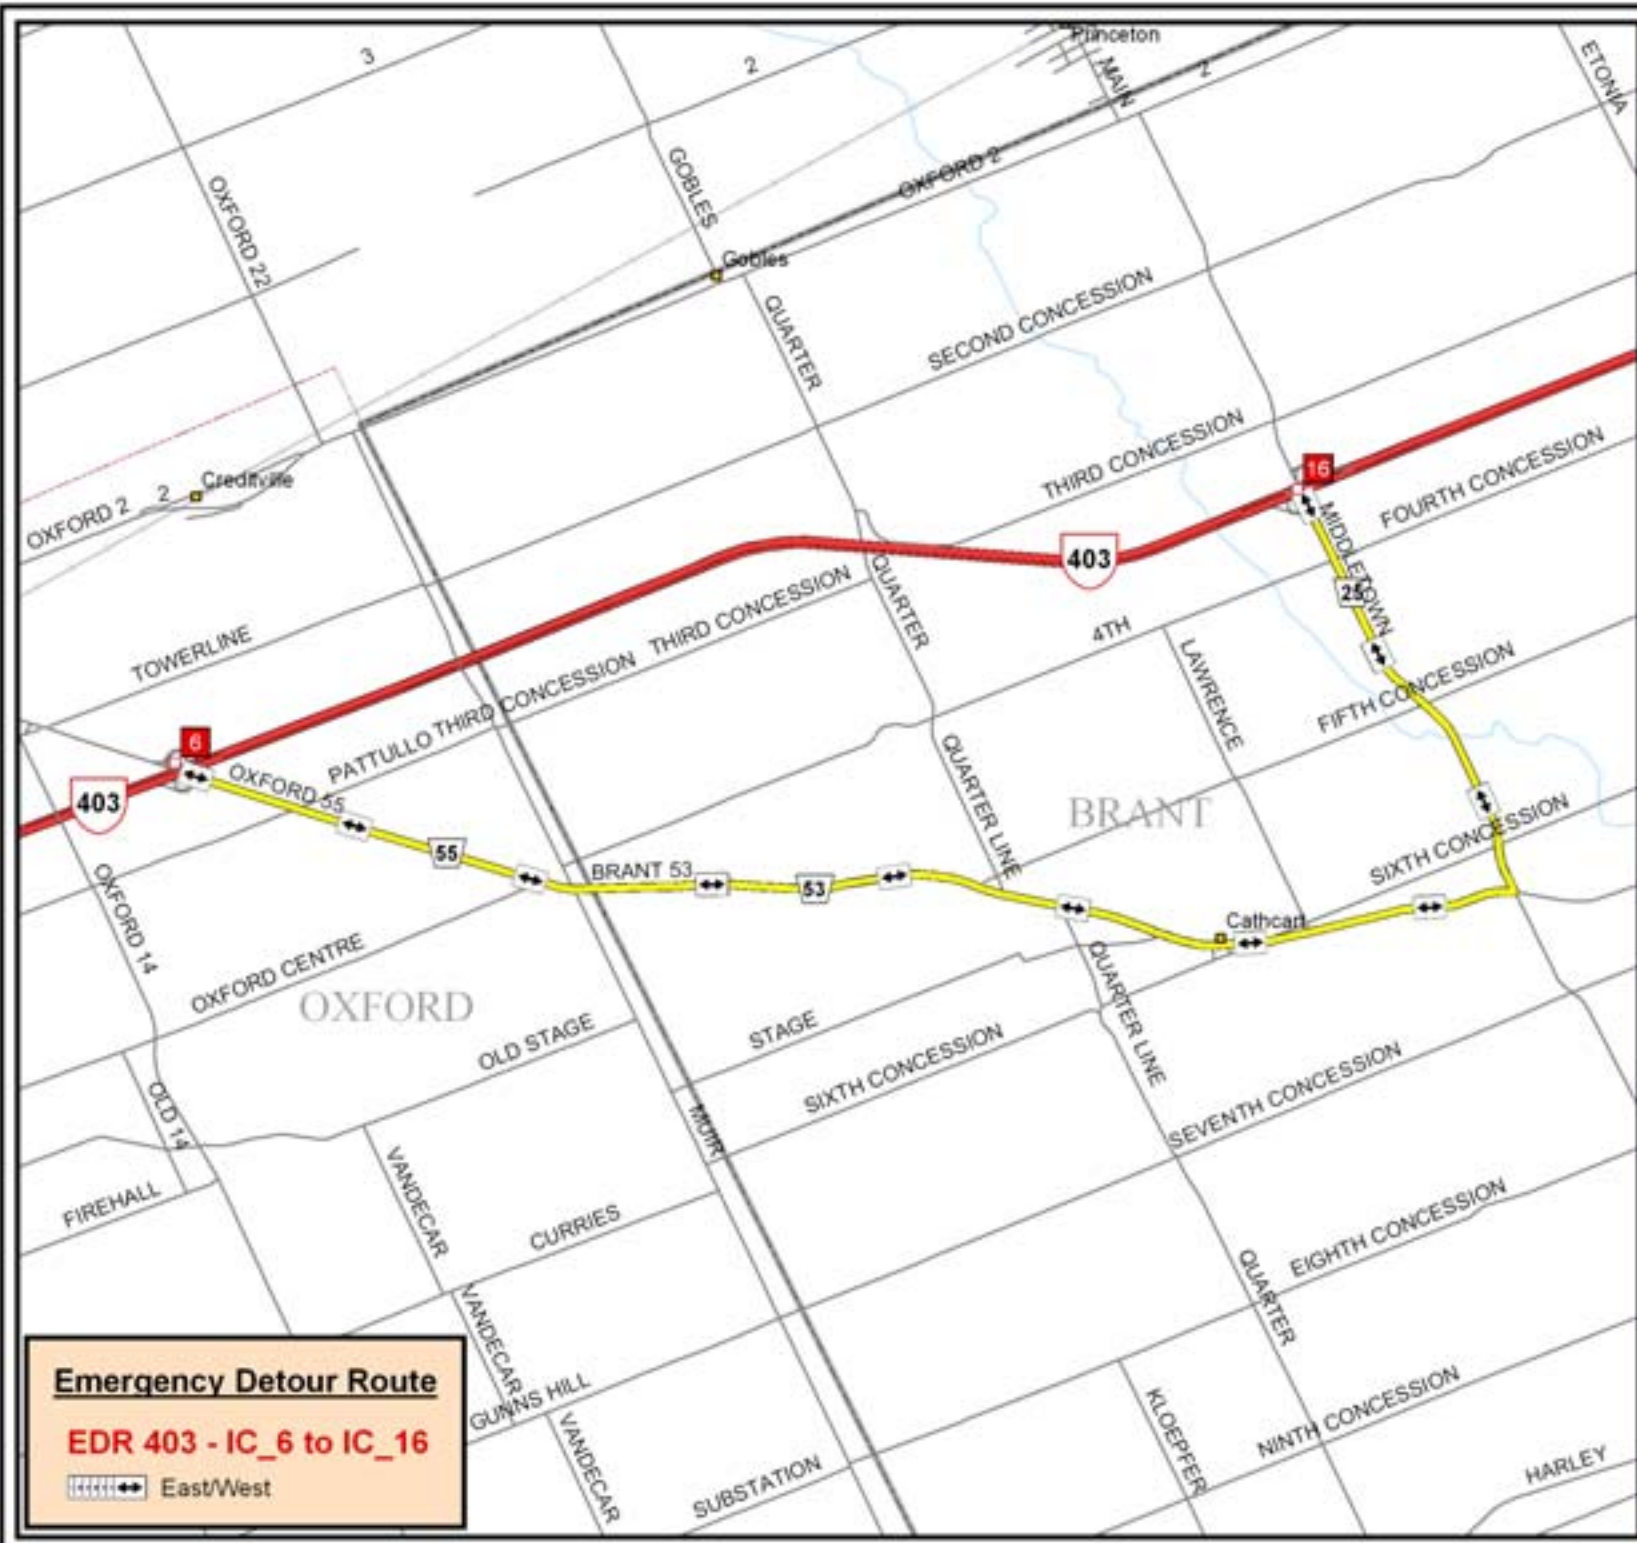 Princeton
3
2
MAIN
2
ETONIA
GOBLES
OXFORD 2
OXFORD 22
Gobles
QUARTER
SECOND CONCESSION
THIRD CONCESSION
16
FOURTH CONCESSION
Creditville
OXFORD 2
2
MIDDLETOWN
403
QUARTER
THIRD CONCESSION
25
TOWERLINE
4TH
LAWRENCE
FIFTH CONCESSION
PATTULLO
THIRD CONCESSION
6
OXFORD 55
403
QUARTER LINE
BRANT
55
BRANT 53
53
SIXTH CONCESSION
OXFORD 14
Cathcart
OXFORD CENTRE
OXFORD
QUARTER LINE
OLD STAGE
STAGE
SIXTH CONCESSION
SEVENTH CONCESSION
OLD 14
MUIR
VANDECAR
FIREHALL
CURRIES
EIGHTH CONCESSION
QUARTER
VANDECAR
GUNNS HILL
KLOEPFER
NINTH CONCESSION
VANDECAR
SUBSTATION
HARLEY
Emergency Detour Route
EDR 403 - IC_6 to IC_16
East/West